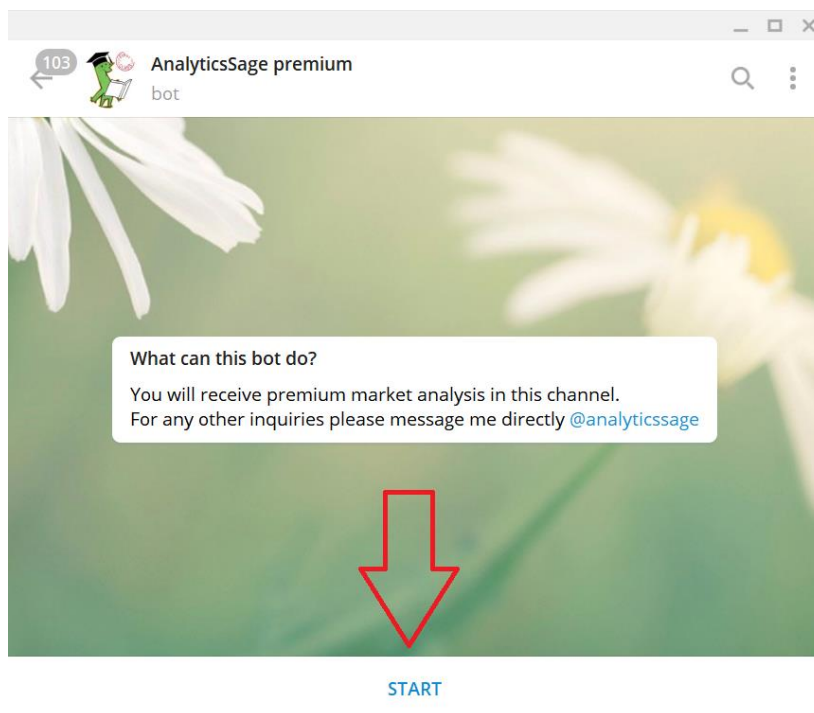 103
AnalyticsSage premium
bot
What can this bot do?
You will receive premium market analysis in this channel.
For any other inquiries please message me directly @analyticssage
START